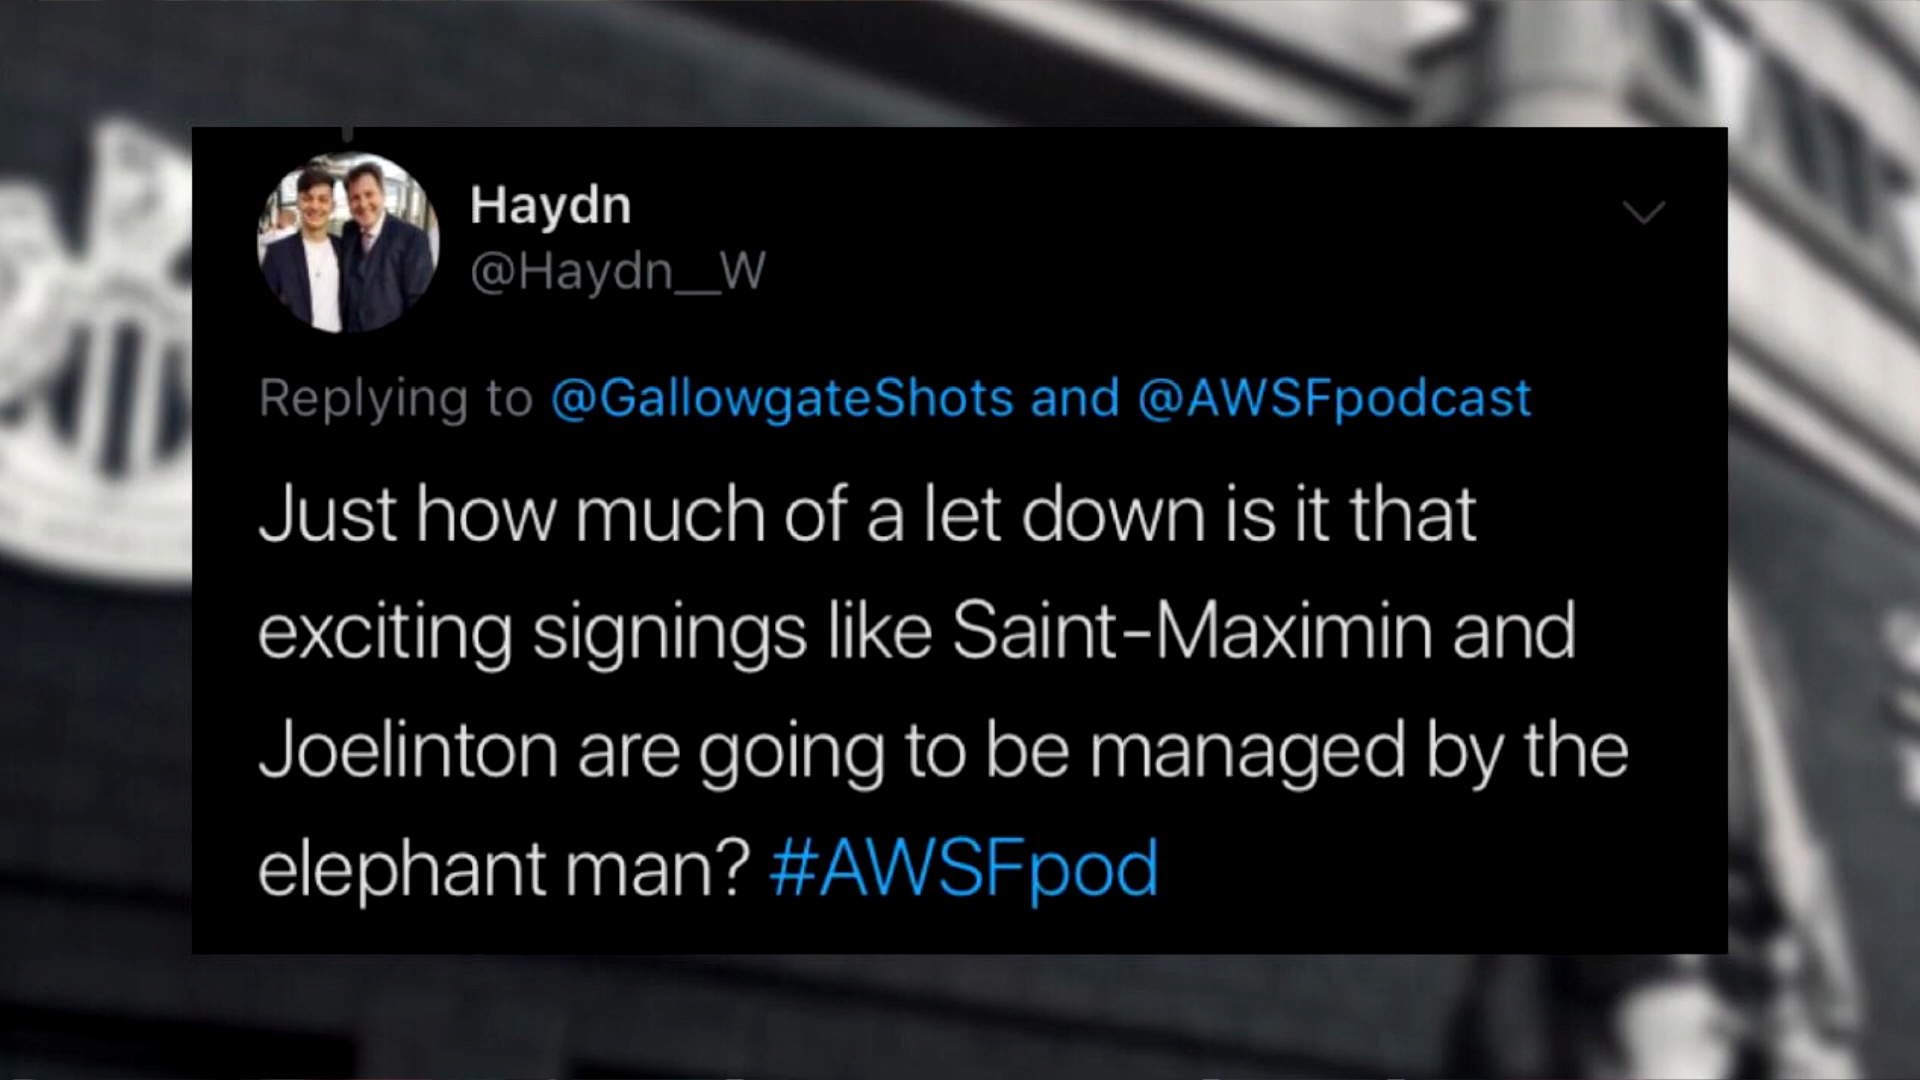 Haydn
@Haydn__W
Replying to @GallowgateShots and @AWSFpodcast
Just how much of a let down is it that
exciting signings like Saint-Maximin and
Joelinton are going to be managed by the
elephant man? #AWSFpod